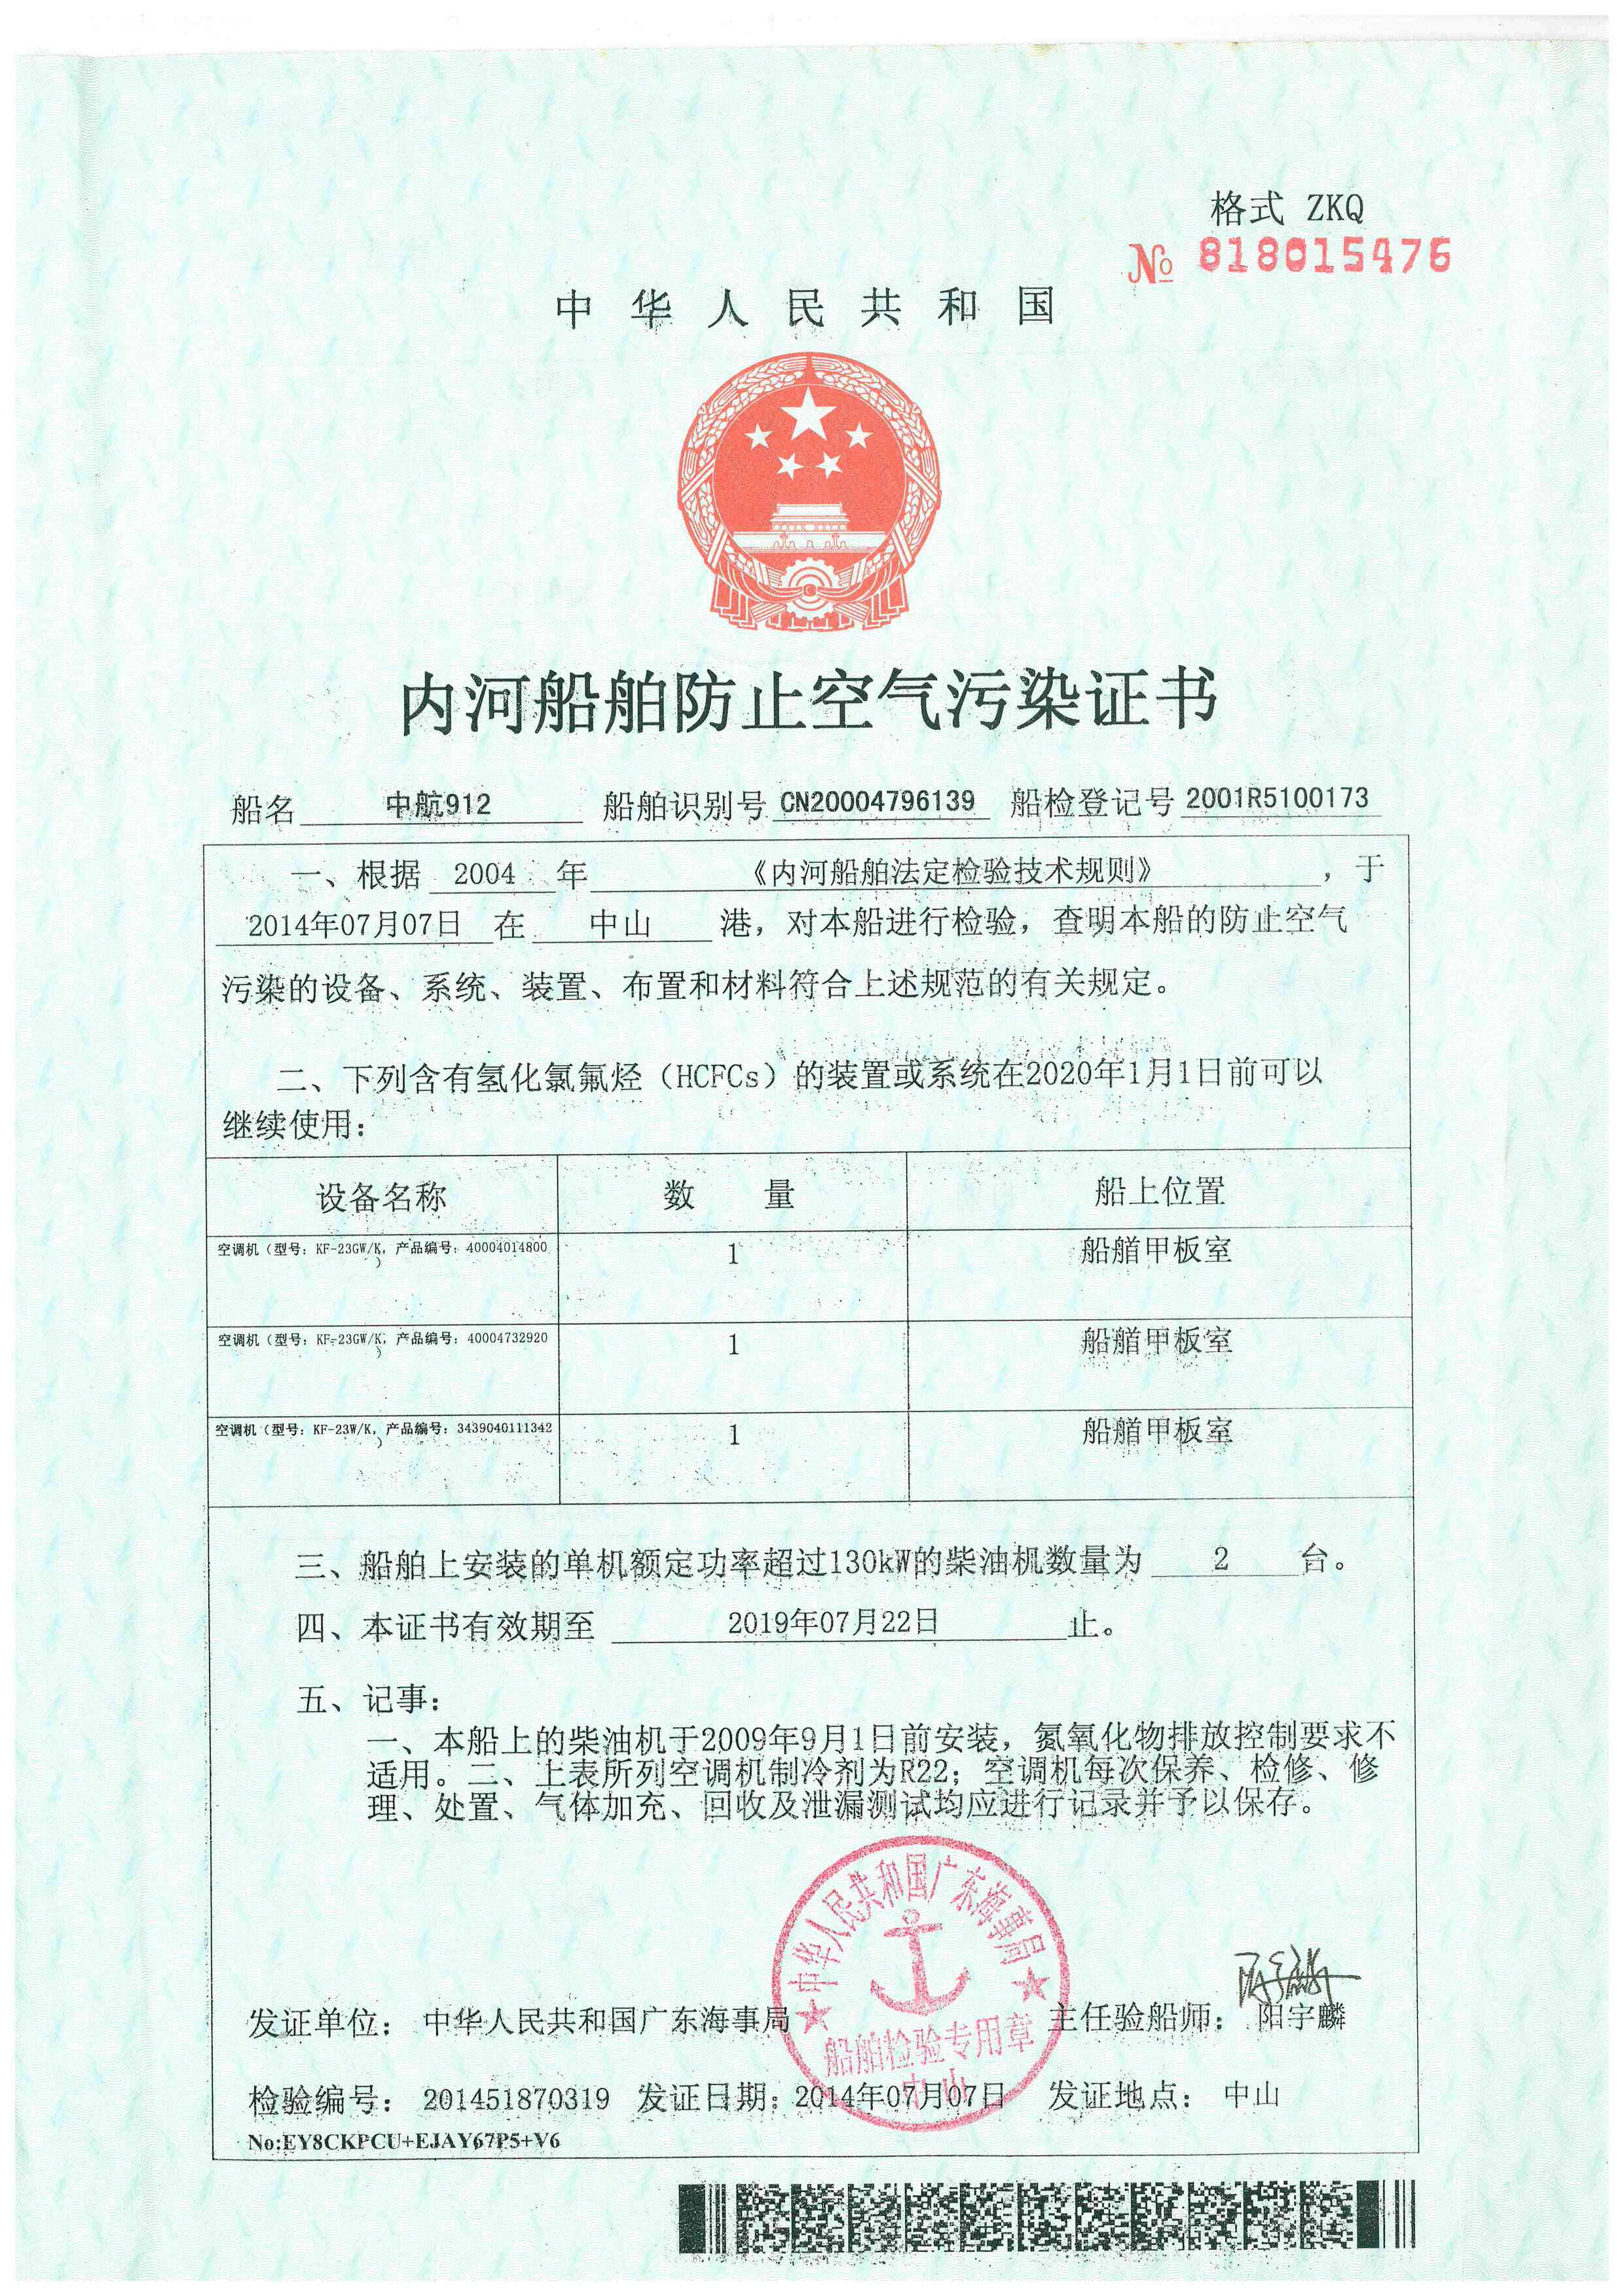 格式 ZKQ
№ 818015476
中华人民共和国
内河船舶防止空气污染证书
船名 中航912 船舶识别号 CN20004796139 船检登记号 2001R5100173
一、根据 2004 年 《内河船舶法定检验技术规则》 ，于
2014年07月07日 在 中山 港，对本船进行检验，查明本船的防止空气
污染的设备、系统、装置、布置和材料符合上述规范的有关规定。
二、下列含有氢化氯氟烃（HCFCs）的装置或系统在2020年1月1日前可以
继续使用：
设备名称 数 量 船上位置
空调机（型号：KF-23GW/K，产品编号：40004014800 1 船艏甲板室
）
空调机（型号：KF-23GW/K，产品编号：40004732920 1 船艏甲板室
）
空调机（型号：KF-23W/K，产品编号：3439040111342 1 船艏甲板室
）
三、船舶上安装的单机额定功率超过130kW的柴油机数量为 2 台。
四、本证书有效期至 2019年07月22日 止。
五、记事：
一、本船上的柴油机于2009年9月1日前安装，氮氧化物排放控制要求不
适用。二、上表所列空调机制冷剂为R22；空调机每次保养、检修、修
理、处置、气体加充、回收及泄漏测试均应进行记录并予以保存。
中华人民共和国广东海事局
船舶检验专用章
中山
阳宇麟
发证单位： 中华人民共和国广东海事局 主任验船师： 阳宇麟
检验编号： 201451870319 发证日期：2014年07月07日 发证地点： 中山
No:EY8CKPCU+EJAY67P5+V6